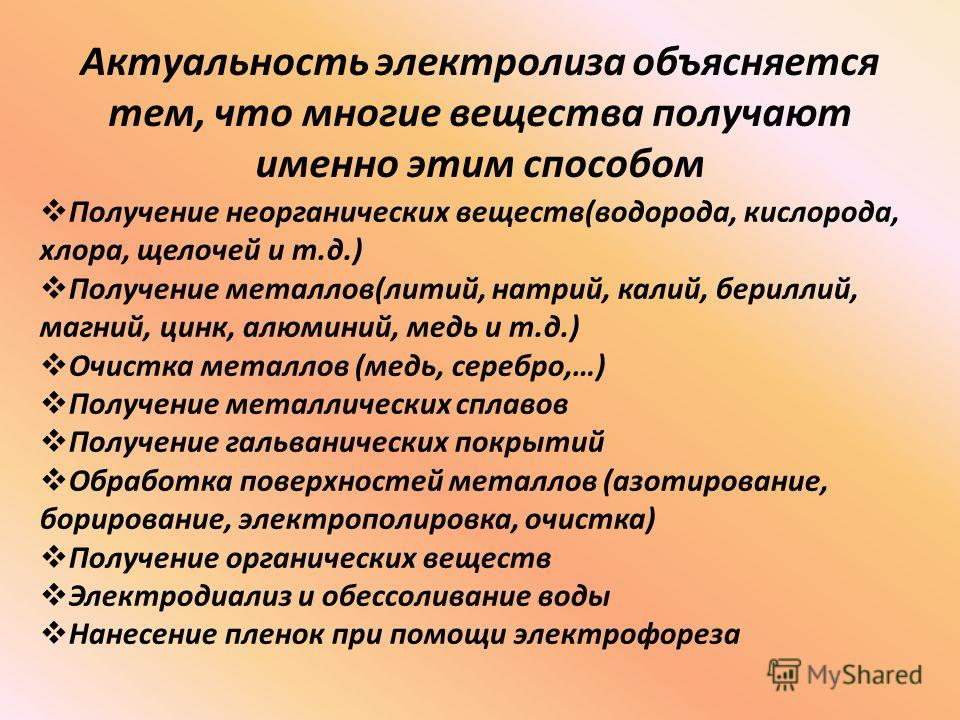 Актуальность электролиза объясняется
тем, что многие вещества получают
именно этим способом
❖Получение неорганических веществ(водорода, кислорода,
хлора, щелочей и т.д.)
❖Получение металлов(литий, натрий, калий, бериллий,
магний, цинк, алюминий, медь и т.д.)
❖Очистка металлов (медь, серебро,…)
❖Получение металлических сплавов
❖Получение гальванических покрытий
❖Обработка поверхностей металлов (азотирование,
борирование, электрополировка, очистка)
❖Получение органических веществ
❖Электродиализ и обессоливание воды
❖Нанесение пленок при помощи электрофореза
MyShared